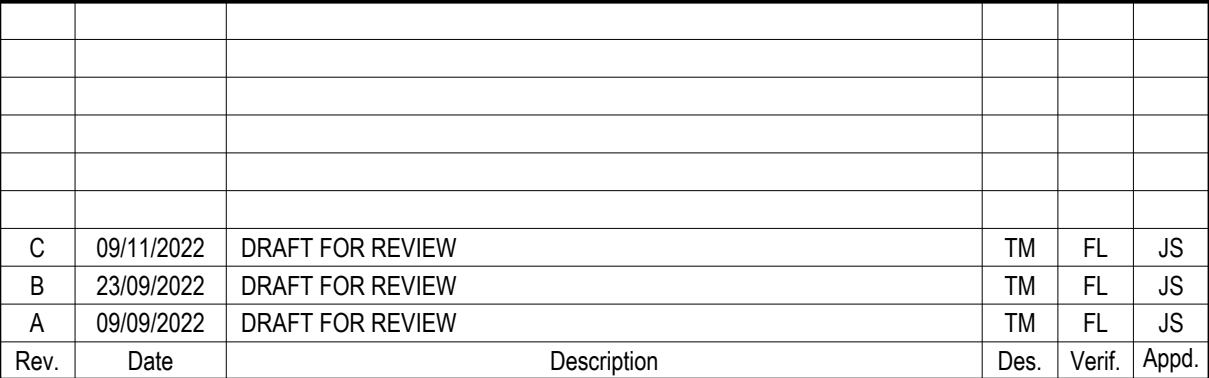 C 09/11/2022 DRAFT FOR REVIEW TM FL JS
B 23/09/2022 DRAFT FOR REVIEW TM FL JS
A 09/09/2022 DRAFT FOR REVIEW TM FL JS
Rev. Date Description Des. Verif. Appd.